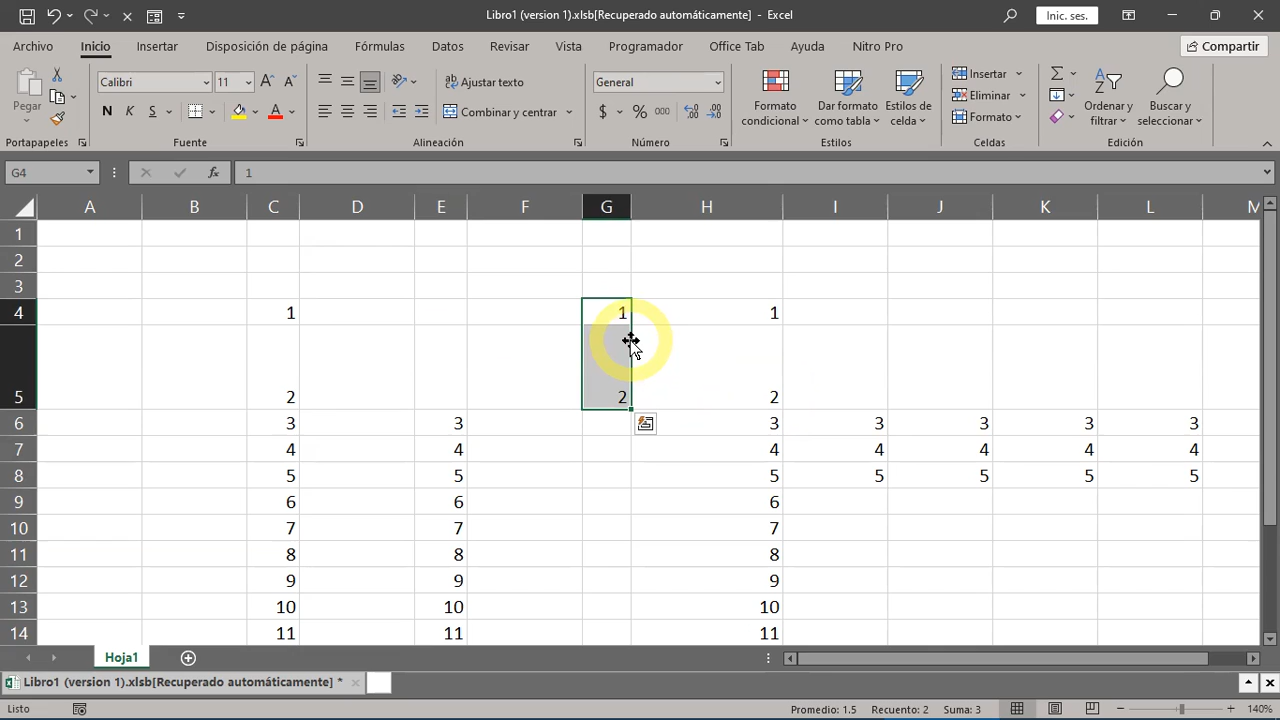 Libro1 (version 1).xlsb[Recuperado automáticamente] - Excel
Inic. ses.
Archivo Inicio Insertar Disposición de página Fórmulas Datos Revisar Vista Programador Office Tab Ayuda Nitro Pro Compartir
Pegar
Calibri 11
N K S
Ajustar texto
Combinar y centrar
General
$ % 000
Formato condicional
Dar formato como tabla
Estilos de celda
Insertar
Eliminar
Formato
Ordenar y filtrar
Buscar y seleccionar
Portapapeles Fuente Alineación Número Estilos Celdas Edición
G4 fx 1
A B C D E F G H I J K L M
1
2
3
4 1 1 1
5 2 2 2
6 3 3 3 3 3 3 3
7 4 4 4 4 4 4 4
8 5 5 5 5 5 5 5
9 6 6 6
10 7 7 7
11 8 8 8
12 9 9 9
13 10 10 10
14 11 11 11
Hoja1
Libro1 (version 1).xlsb[Recuperado automáticamente] *
Listo Promedio: 1.5 Recuento: 2 Suma: 3 140%